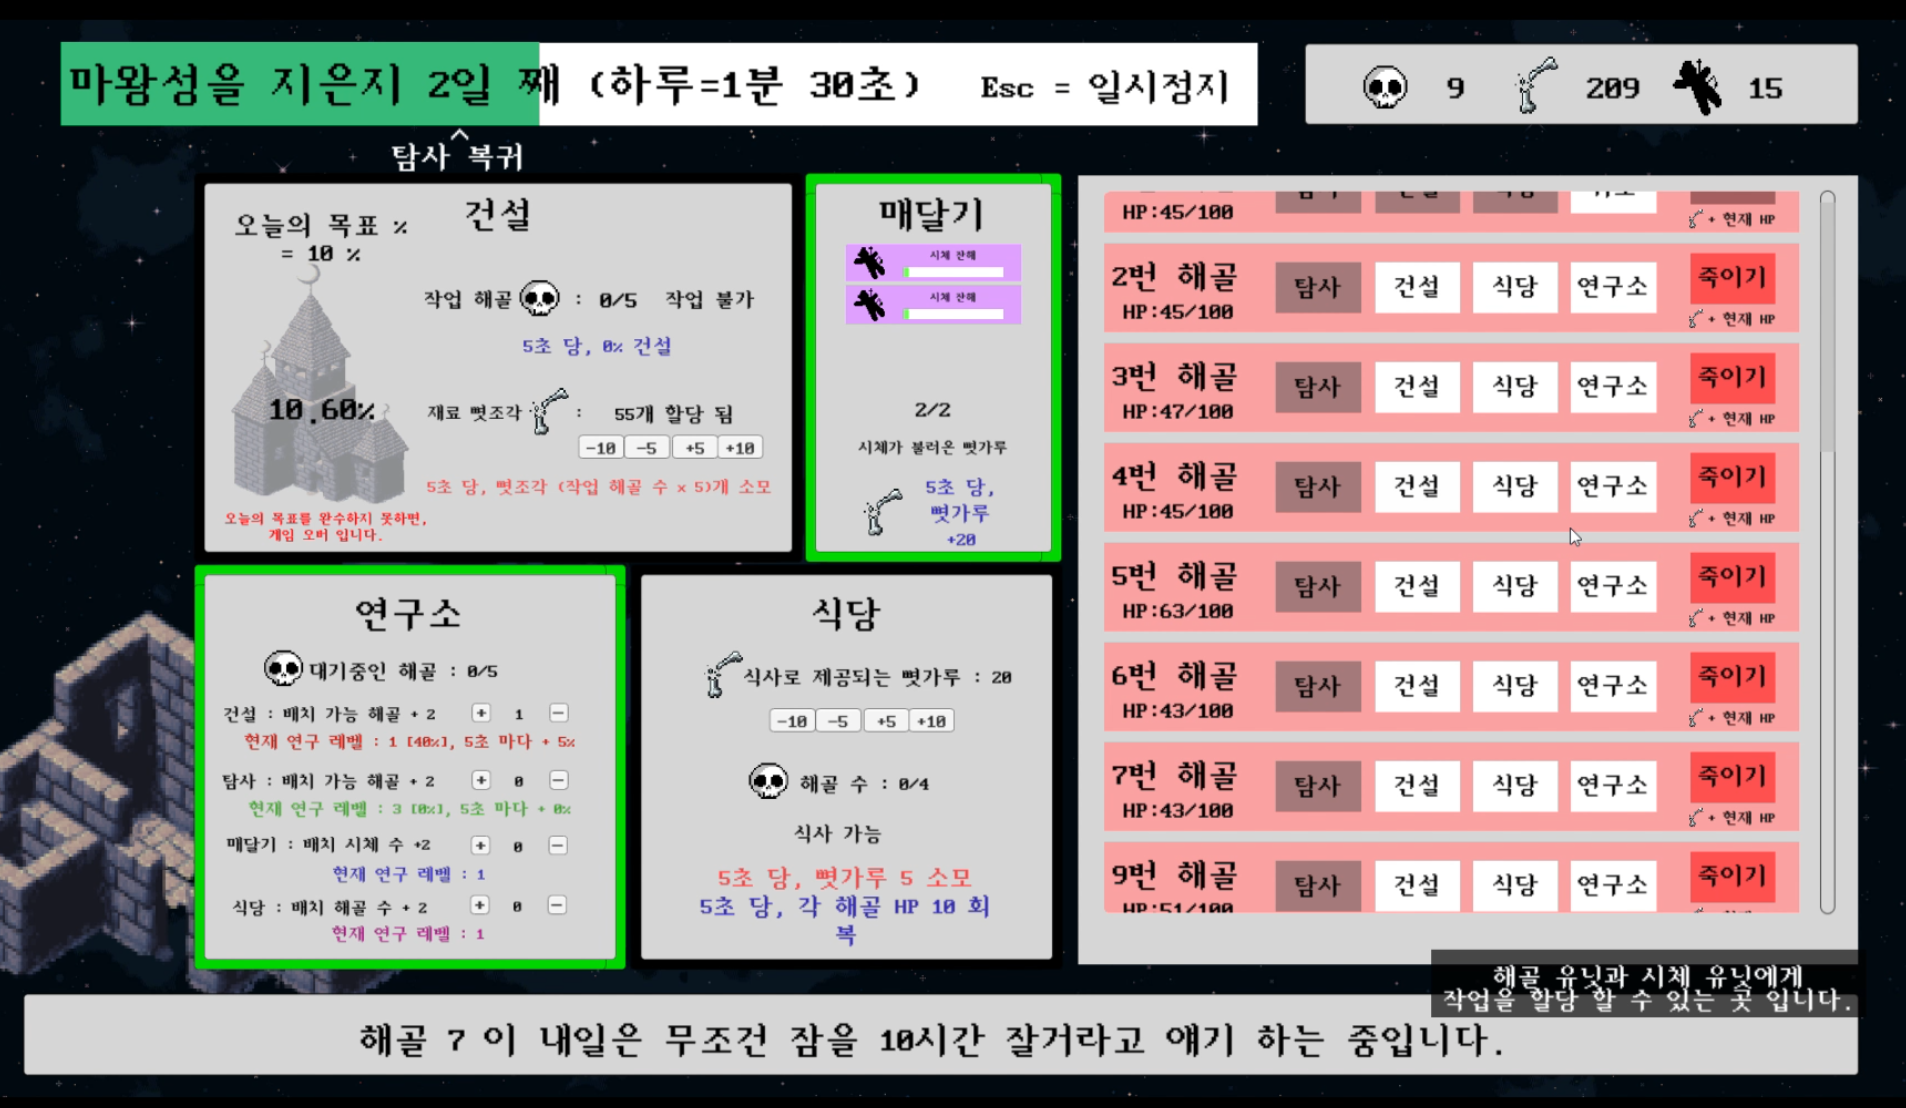 마왕성을 지은지 2일 째 (하루=1분 30초) Esc = 일시정지
9 209 15
탐사 복귀
건설
오늘의 목표 %
= 10 %
작업 해골 : 0/5 작업 불가
5초 당, 0% 건설
10.60%
재료 뼛조각 : 55개 할당 됨
-10 -5 +5 +10
5초 당, 뼛조각 (작업 해골 수 x 5)개 소모
오늘의 목표를 완수하지 못하면,
게임 오버 입니다.
매달기
시체 잔해
시체 잔해
2/2
시체가 불러온 뼛가루
5초 당,
뼛가루
+20
연구소
대기중인 해골 : 0/5
건설 : 배치 가능 해골 + 2 + 1 -
현재 연구 레벨 : 1 [40%], 5초 마다 + 5%
탐사 : 배치 가능 해골 + 2 + 0 -
현재 연구 레벨 : 3 [0%], 5초 마다 + 0%
매달기 : 배치 시체 수 +2 + 0 -
현재 연구 레벨 : 1
식당 : 배치 해골 수 + 2 + 0 -
현재 연구 레벨 : 1
식당
식사로 제공되는 뼛가루 : 20
-10 -5 +5 +10
해골 수 : 0/4
식사 가능
5초 당, 뼛가루 5 소모
5초 당, 각 해골 HP 10 회
복
HP:45/100
+ 현재 HP
2번 해골 탐사 건설 식당 연구소 죽이기
HP:45/100 + 현재 HP
3번 해골 탐사 건설 식당 연구소 죽이기
HP:47/100 + 현재 HP
4번 해골 탐사 건설 식당 연구소 죽이기
HP:45/100 + 현재 HP
5번 해골 탐사 건설 식당 연구소 죽이기
HP:63/100 + 현재 HP
6번 해골 탐사 건설 식당 연구소 죽이기
HP:43/100 + 현재 HP
7번 해골 탐사 건설 식당 연구소 죽이기
HP:43/100 + 현재 HP
9번 해골 탐사 건설 식당 연구소 죽이기
HP:51/100
해골 유닛과 시체 유닛에게
작업을 할당 할 수 있는 곳 입니다.
해골 7 이 내일은 무조건 잠을 10시간 잘거라고 얘기 하는 중입니다.